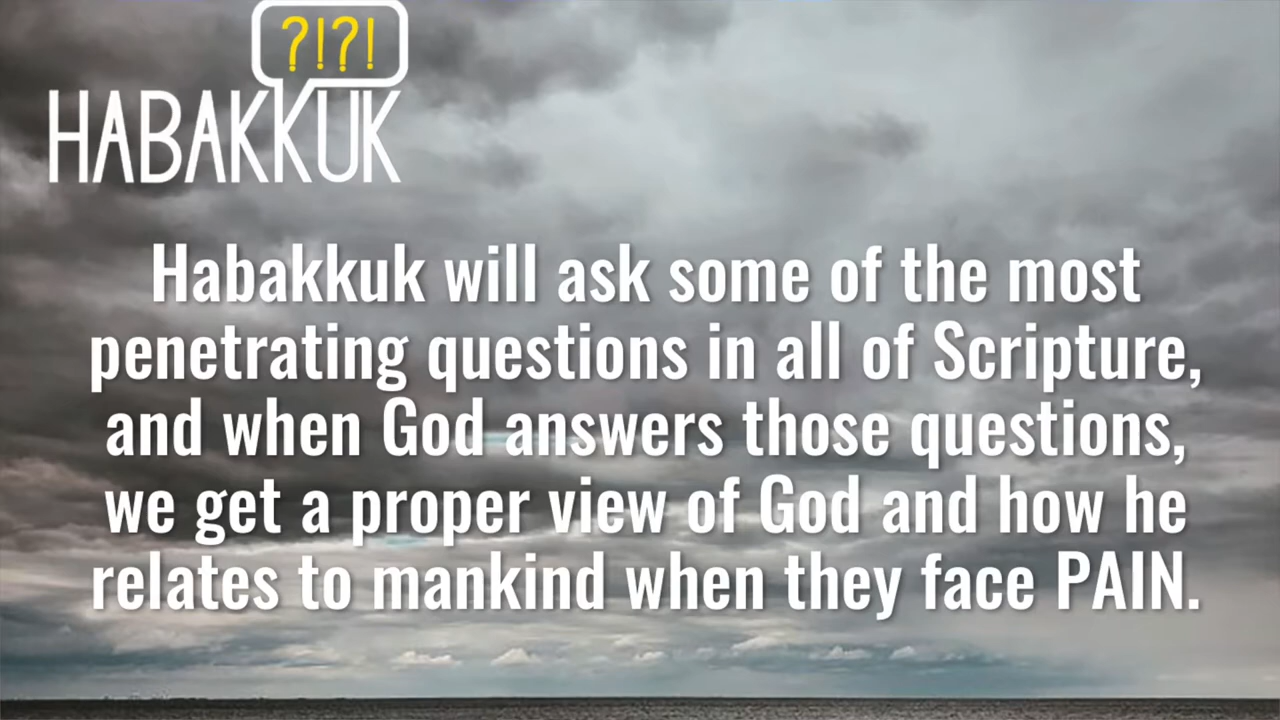 ?!?!
HABAKKUK
Habakkuk will ask some of the most
penetrating questions in all of Scripture,
and when God answers those questions,
we get a proper view of God and how he
relates to mankind when they face PAIN.